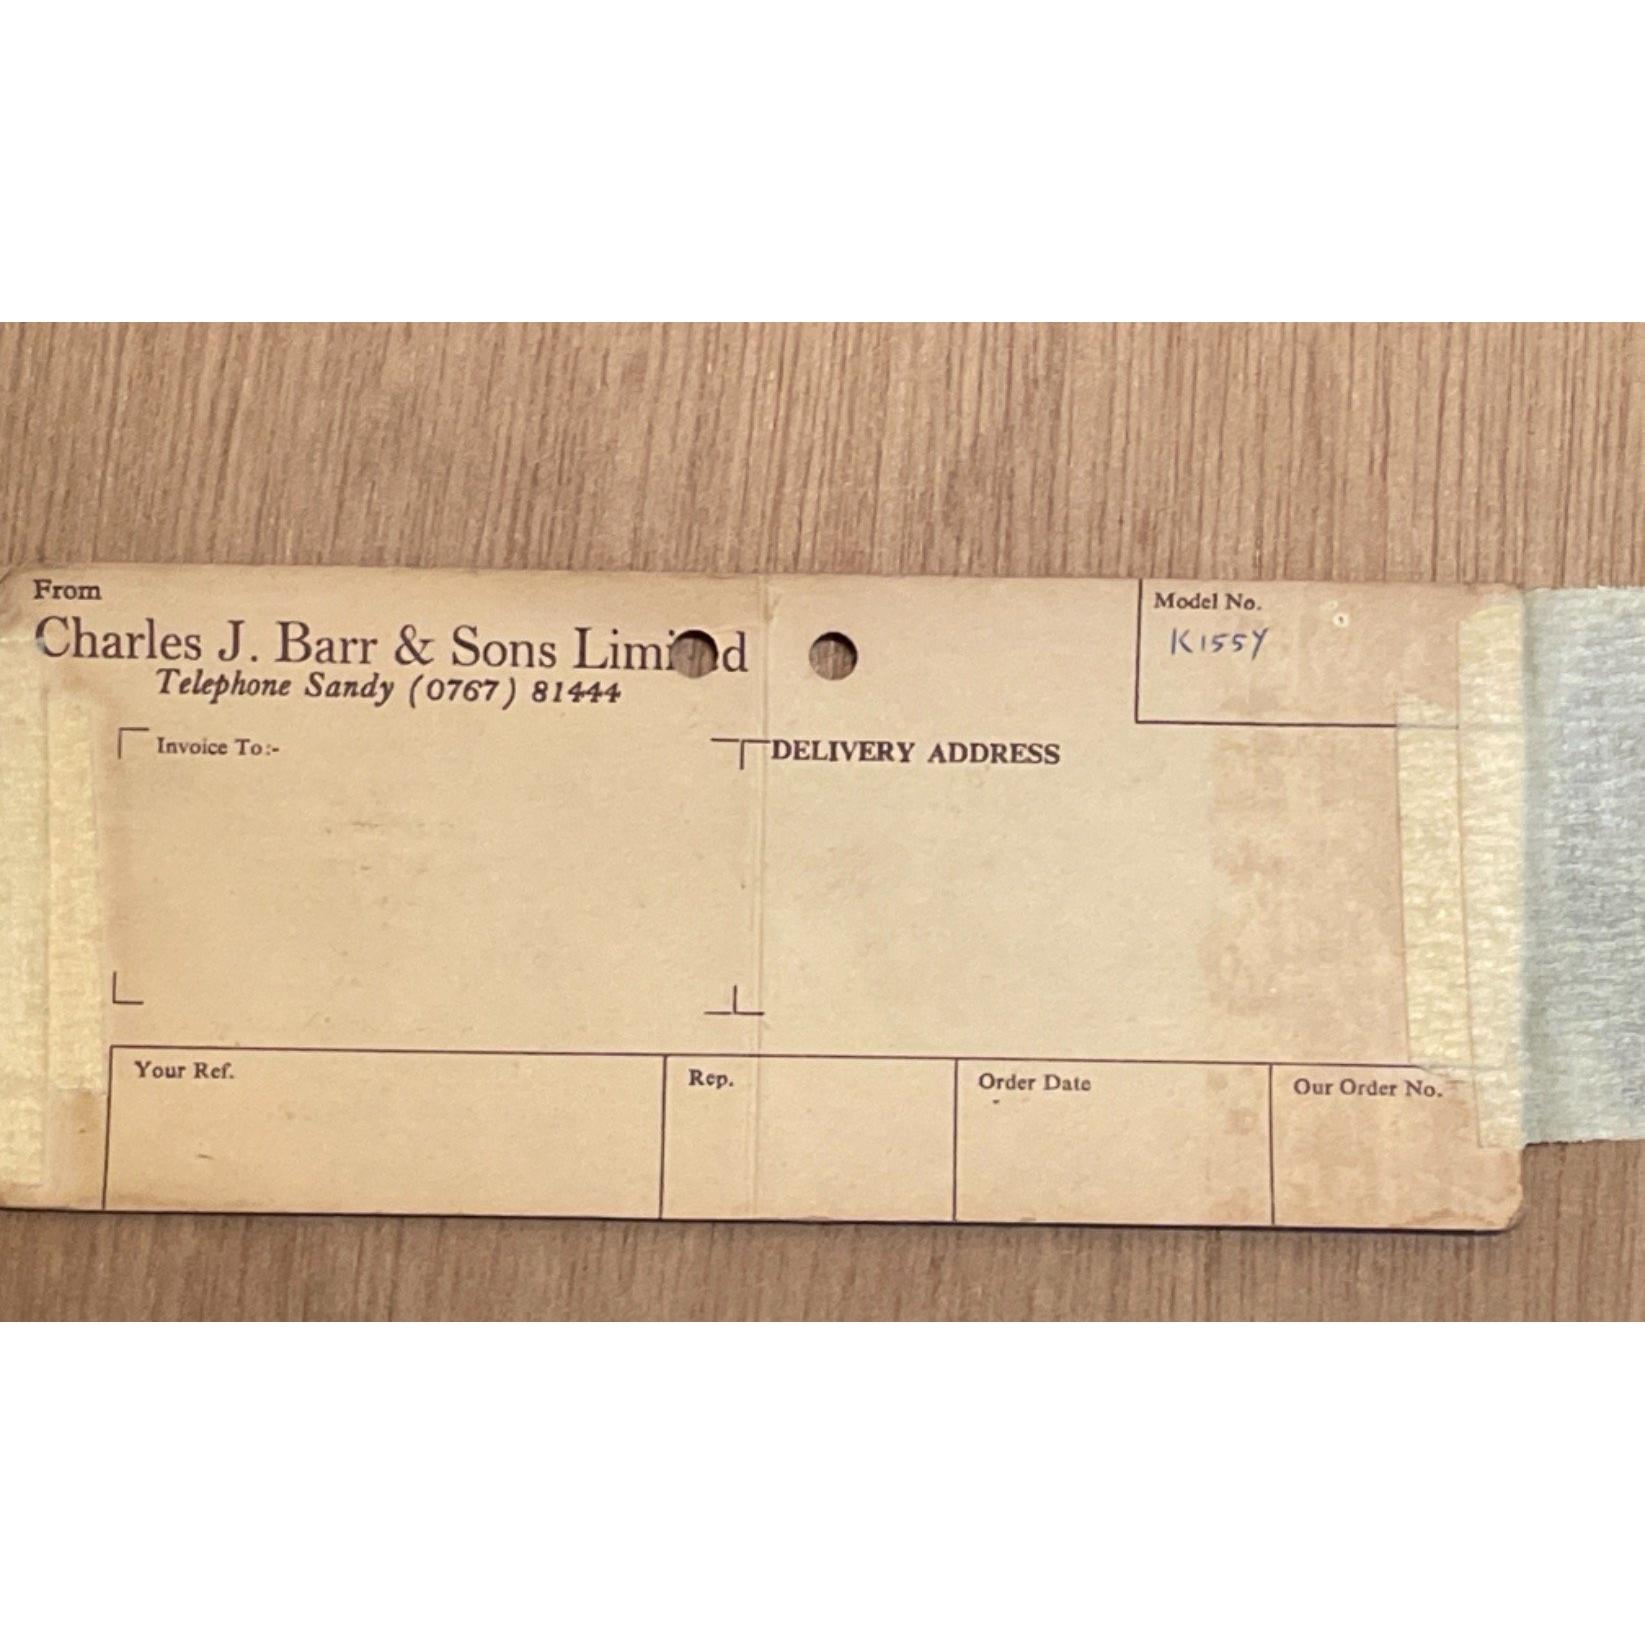 From
Charles J. Barr & Sons Limited
Telephone Sandy (0767) 81444
Model No.
K155Y
Invoice To:-
DELIVERY ADDRESS
Your Ref.
Rep.
Order Date
Our Order No.